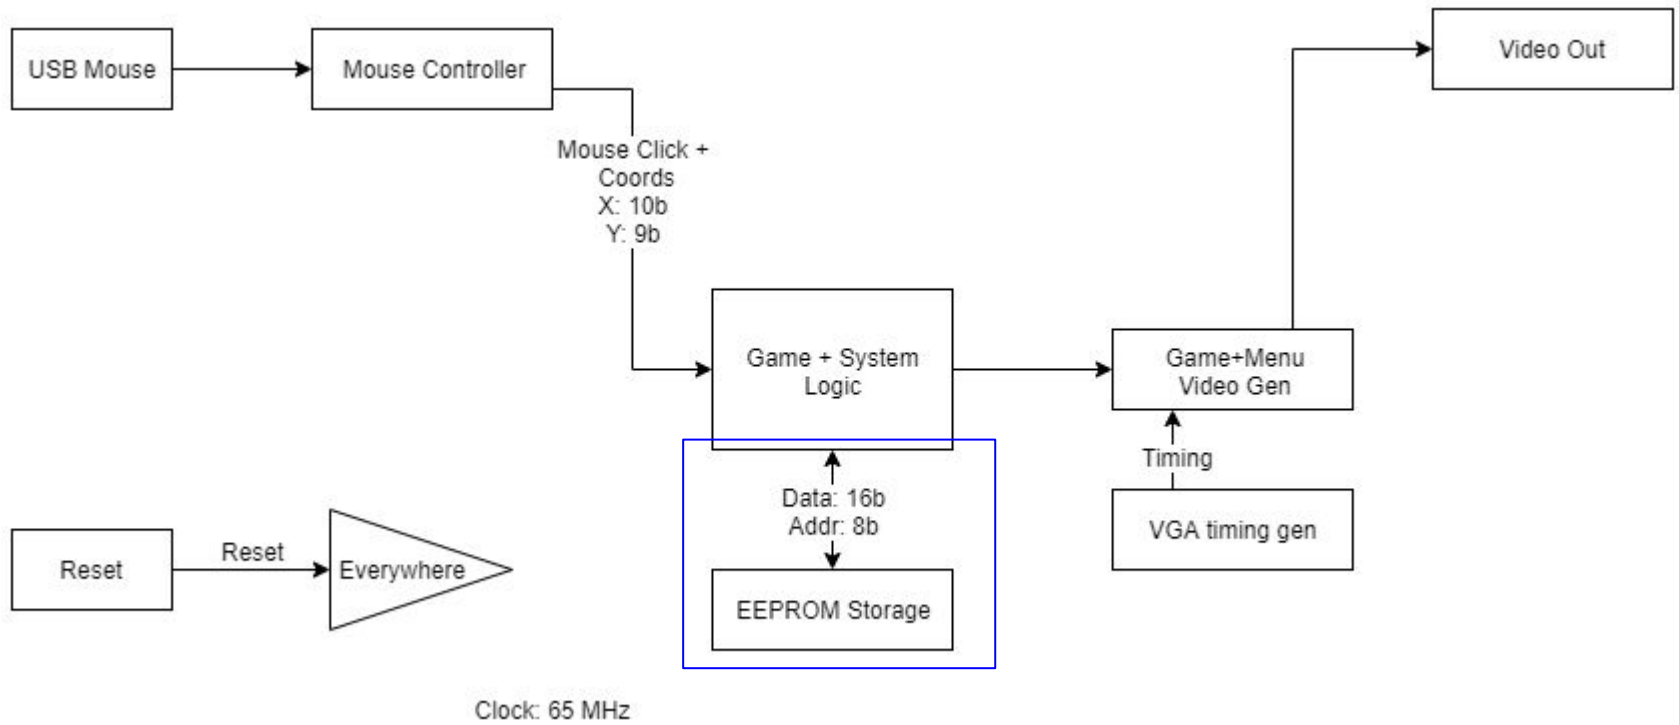 USB Mouse
Mouse Controller
Video Out
Mouse Click +
Coords
X: 10b
Y: 9b
Game + System
Logic
Game+Menu
Video Gen
Timing
VGA timing gen
Data: 16b
Addr: 8b
EEPROM Storage
Reset
Reset
Everywhere
Clock: 65 MHz